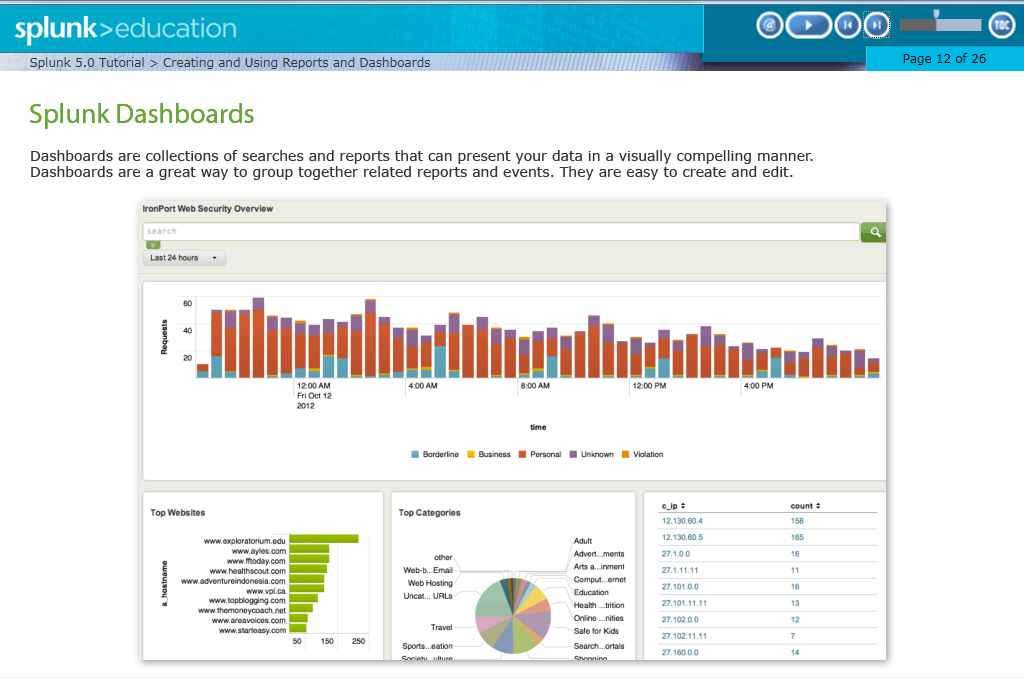 splunk>education
TOC
Splunk 5.0 Tutorial > Creating and Using Reports and Dashboards
Page 12 of 26
Splunk Dashboards
Dashboards are collections of searches and reports that can present your data in a visually compelling manner.
Dashboards are a great way to group together related reports and events. They are easy to create and edit.
IronPort Web Security Overview
search
Last 24 hours
Requests
60
40
20
12:00 AM
Fri Oct 12
2012
4:00 AM
8:00 AM
12:00 PM
4:00 PM
time
Borderline Business Personal Unknown Violation
Top Websites
s_hostname
www.exploratorium.edu
www.ayles.com
www.fftoday.com
www.healthscout.com
www.adventureindonesia.com
www.vpl.ca
www.topblogging.com
www.themoneycoach.net
www.areavoices.com
www.starteasy.com
50 150 250
Top Categories
other
Web-b...Email
Web Hosting
Uncat... URLs
Travel
Sports...eation
Society...ulture
Adult
Advert...ments
Arts a...inment
Comput...ernet
Education
Health ...trition
Online ...nities
Safe for Kids
Search...ortals
Shopping
c_ip count
12.130.60.4 158
12.130.60.5 165
27.1.0.0 16
27.1.11.11 11
27.101.0.0 16
27.101.11.11 13
27.102.0.0 12
27.102.11.11 7
27.160.0.0 14